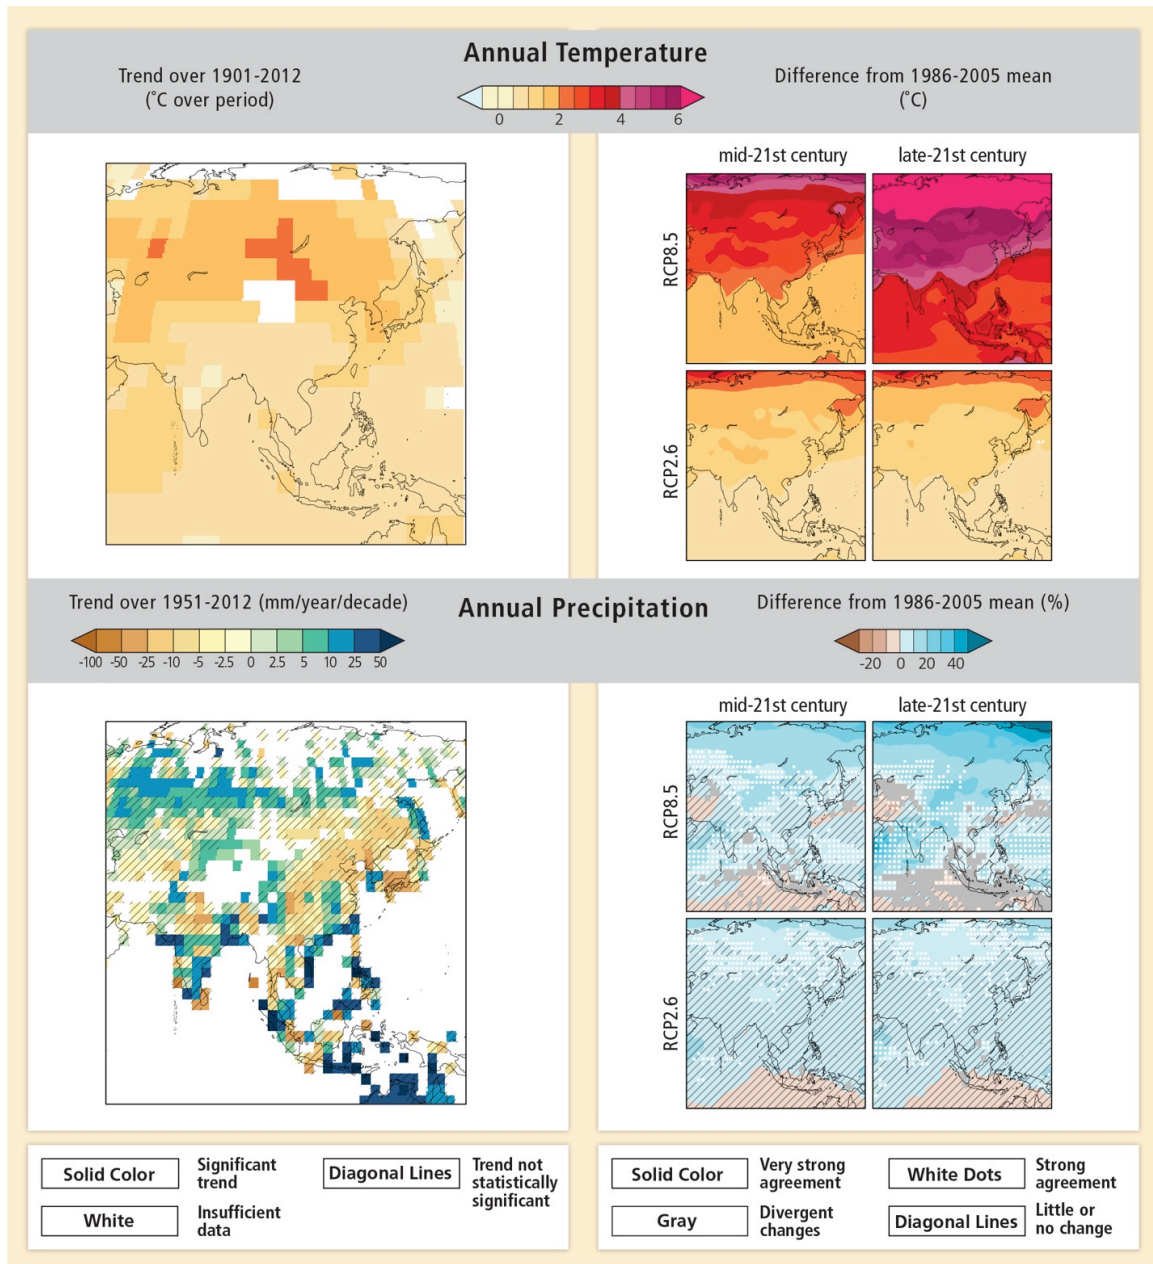 Annual Temperature
Trend over 1901-2012
(˚C over period)
0 2 4 6
Difference from 1986-2005 mean
(˚C)
mid-21st century
late-21st century
RCP8.5
RCP2.6
Trend over 1951-2012 (mm/year/decade)
-100 -50 -25 -10 -5 -2.5 0 2.5 5 10 25 50
Annual Precipitation
Difference from 1986-2005 mean (%)
-20 0 20 40
mid-21st century
late-21st century
RCP8.5
RCP2.6
Solid Color
Significant
trend
Diagonal Lines
Trend not
statistically
significant
White
Insufficient
data
Solid Color
Very strong
agreement
White Dots
Strong
agreement
Gray
Divergent
changes
Diagonal Lines
Little or
no change